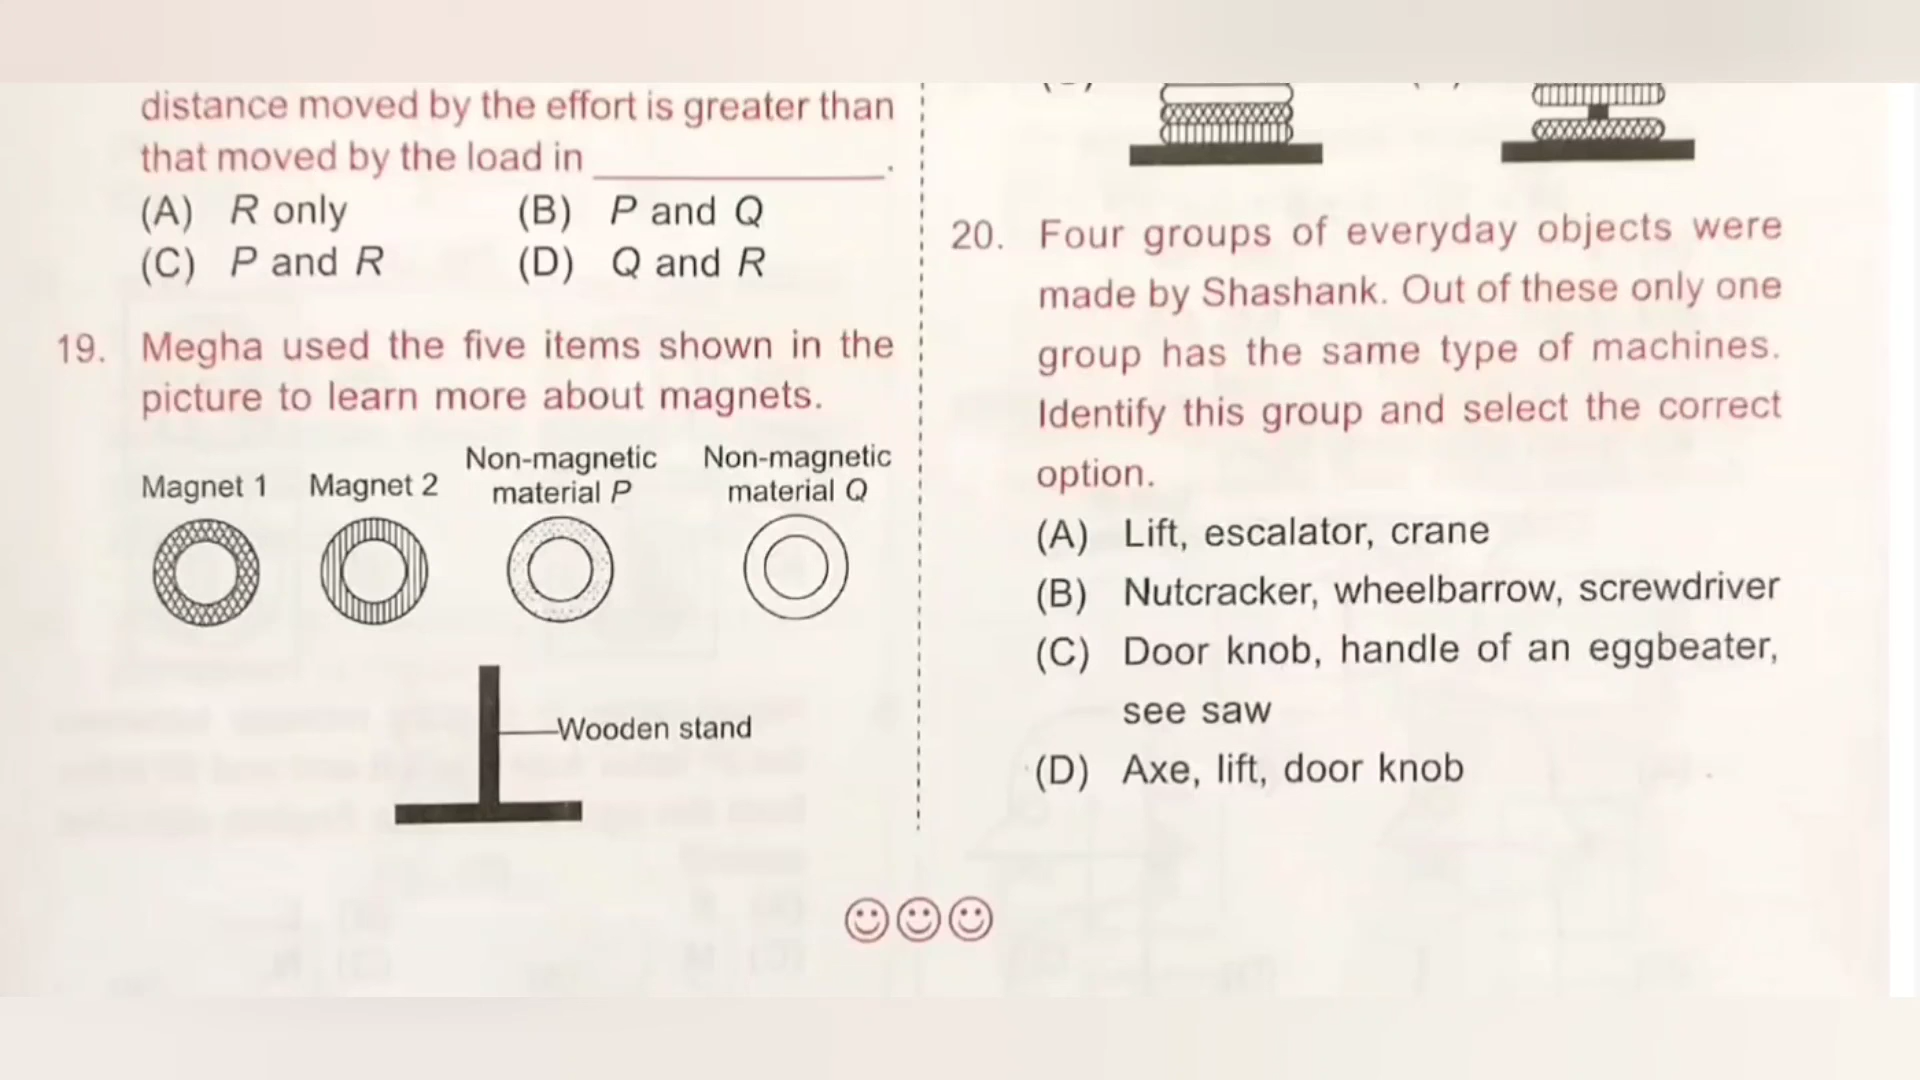 distance moved by the effort is greater than
that moved by the load in ____________.
(A) R only (B) P and Q
(C) P and R (D) Q and R
19. Megha used the five items shown in the
picture to learn more about magnets.
Magnet 1 Magnet 2 Non-magnetic material P Non-magnetic material Q
Wooden stand
20. Four groups of everyday objects were
made by Shashank. Out of these only one
group has the same type of machines.
Identify this group and select the correct
option.
(A) Lift, escalator, crane
(B) Nutcracker, wheelbarrow, screwdriver
(C) Door knob, handle of an eggbeater,
see saw
(D) Axe, lift, door knob